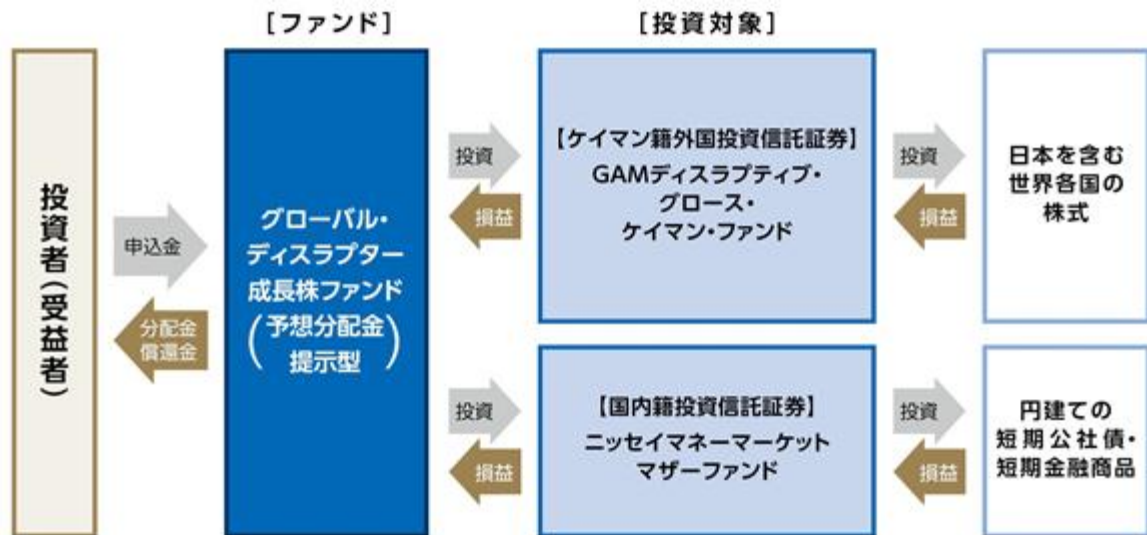 [ファンド]
[投資対象]
投資者(受益者)
申込金
分配金
償還金
グローバル・
ディスラプター
成長株ファンド
(予想分配金
提示型)
投資
損益
【ケイマン籍外国投資信託証券】
GAMディスラプティブ・
グロース・
ケイマン・ファンド
投資
損益
日本を含む
世界各国の
株式
投資
損益
【国内籍投資信託証券】
ニッセイマネーマーケット
マザーファンド
投資
損益
円建ての
短期公社債・
短期金融商品